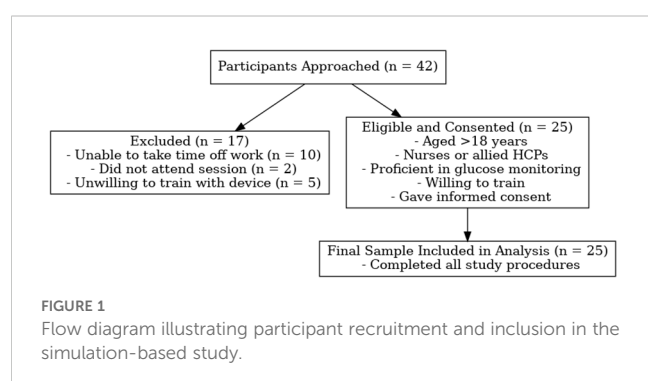 Participants Approached (n = 42)
Excluded (n = 17)
- Unable to take time off work (n = 10)
- Did not attend session (n = 2)
- Unwilling to train with device (n = 5)
Eligible and Consented (n = 25)
- Aged >18 years
- Nurses or allied HCPs
- Proficient in glucose monitoring
- Willing to train
- Gave informed consent
Final Sample Included in Analysis (n = 25)
- Completed all study procedures
FIGURE 1
Flow diagram illustrating participant recruitment and inclusion in the
simulation-based study.